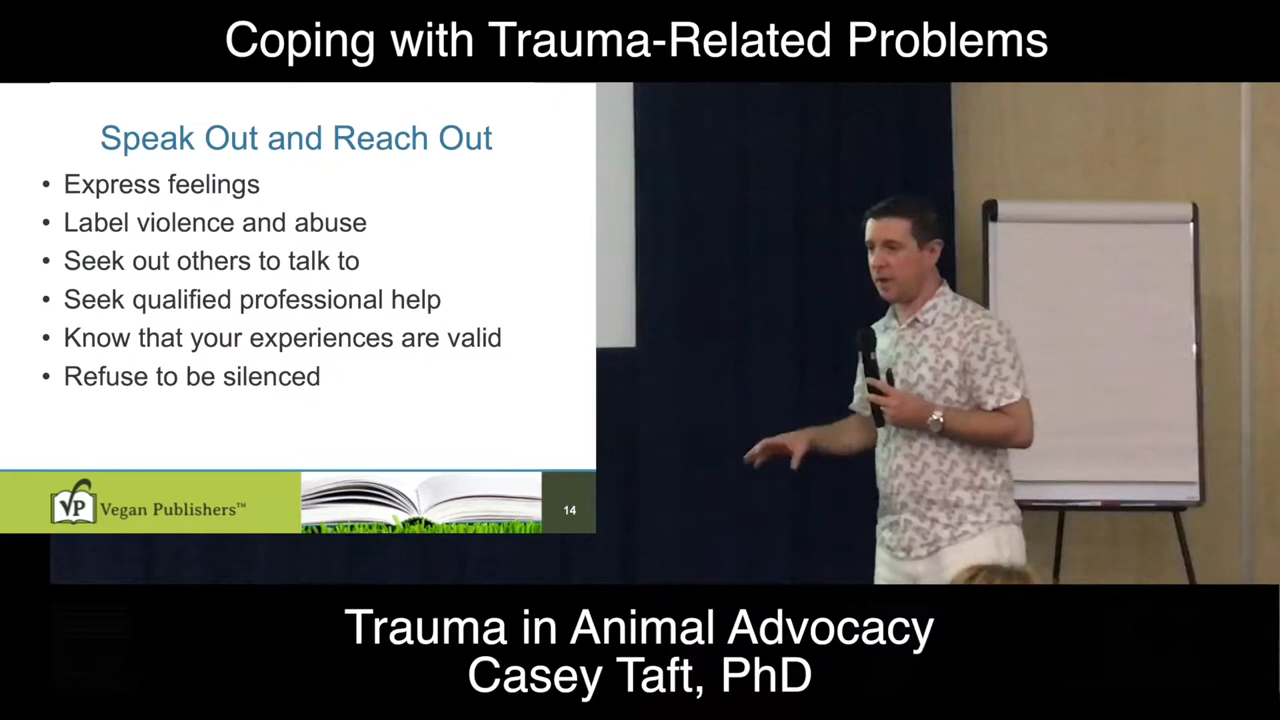 Coping with Trauma-Related Problems
Speak Out and Reach Out
• Express feelings
• Label violence and abuse
• Seek out others to talk to
• Seek qualified professional help
• Know that your experiences are valid
• Refuse to be silenced
VP Vegan Publishers™
14
Trauma in Animal Advocacy
Casey Taft, PhD